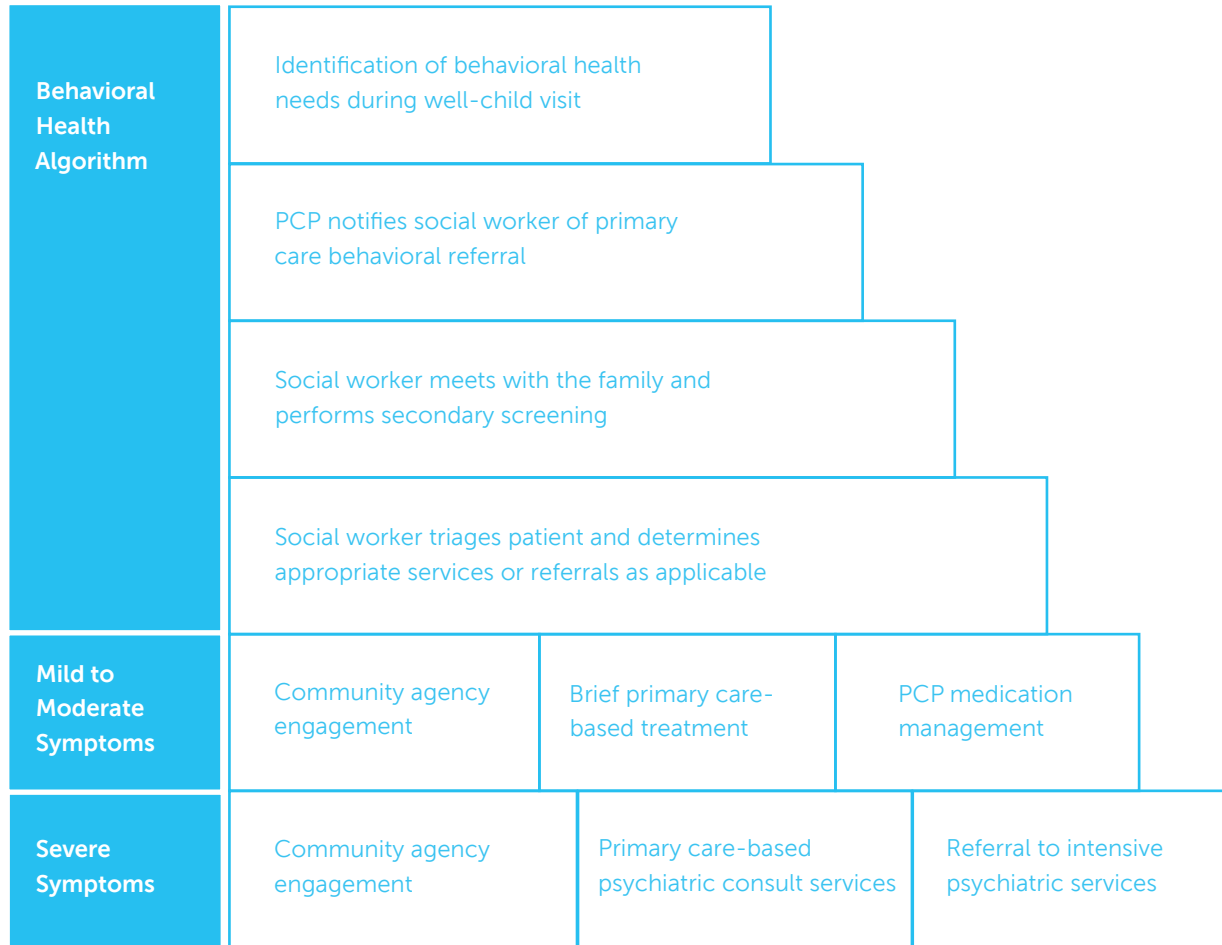 Behavioral
Health
Algorithm
Identification of behavioral health
needs during well-child visit
PCP notifies social worker of primary
care behavioral referral
Social worker meets with the family and
performs secondary screening
Social worker triages patient and determines
appropriate services or referrals as applicable
Mild to
Moderate
Symptoms
Community agency
engagement
Brief primary care-
based treatment
PCP medication
management
Severe
Symptoms
Community agency
engagement
Primary care-based
psychiatric consult services
Referral to intensive
psychiatric services